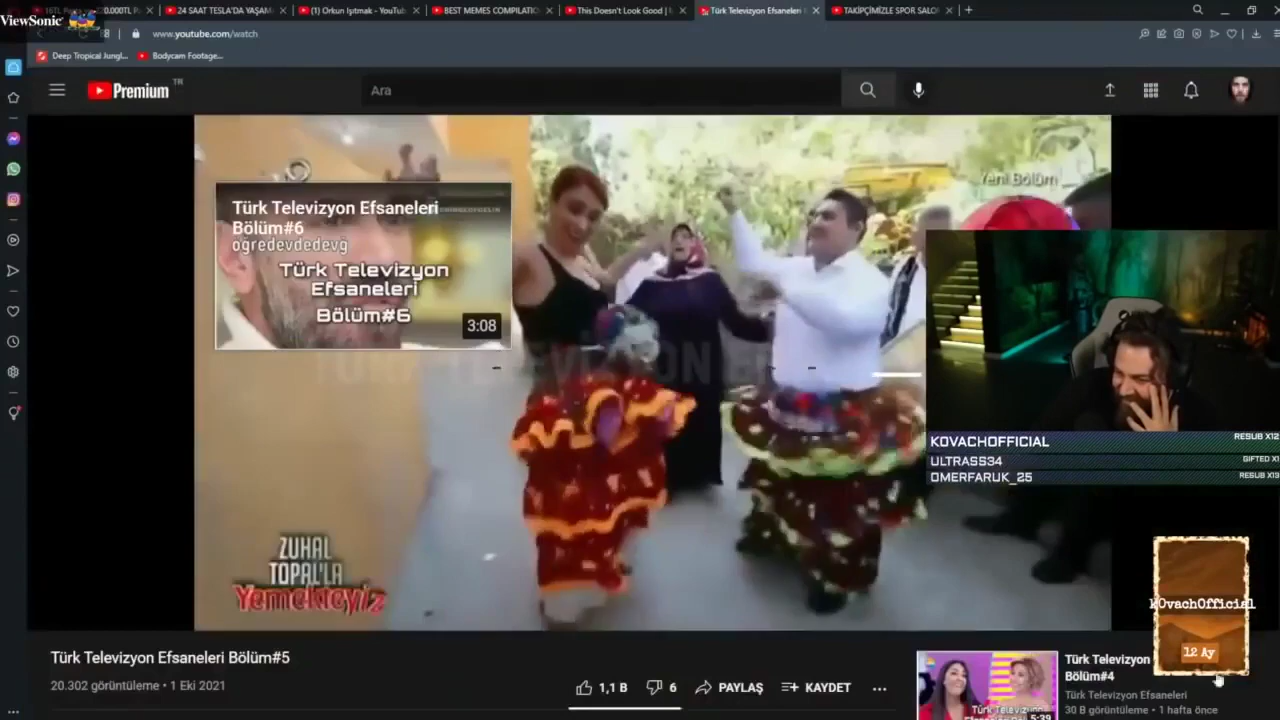 ViewSonic
24 SAAT TESLA'DA YAŞAM
(1) Orkun Işıtmak - YouTu
BEST MEMES COMPILATIO
This Doesn't Look Good |
Türk Televizyon Efsaneleri
TAKİPÇİMİZLE SPOR SALO
www.youtube.com/watch
Deep Tropical Jungl...
Bodycam Footage...
Premium TR
Ara
Yeni Bölüm
Türk Televizyon Efsaneleri
Bölüm#6
öğredevdedevğ
Türk Televizyon
Efsaneleri
Bölüm#6
3:08
KOVACHOFFICIAL
RESUB X12
ULTRASS34
GIFTED X1
OMERFARUK_25
RESUB X13
ZUHAL
TOPAL'LA
Yemekteyiz
kOvachOfficial
12 Ay
Türk Televizyon Efsaneleri Bölüm#5
20.302 görüntüleme • 1 Eki 2021
1,1 B
6
PAYLAŞ
KAYDET
Türk Televizyon
Bölüm#4
Türk Televizyon Efsaneleri
30 B görüntüleme • 1 hafta önce
5:39